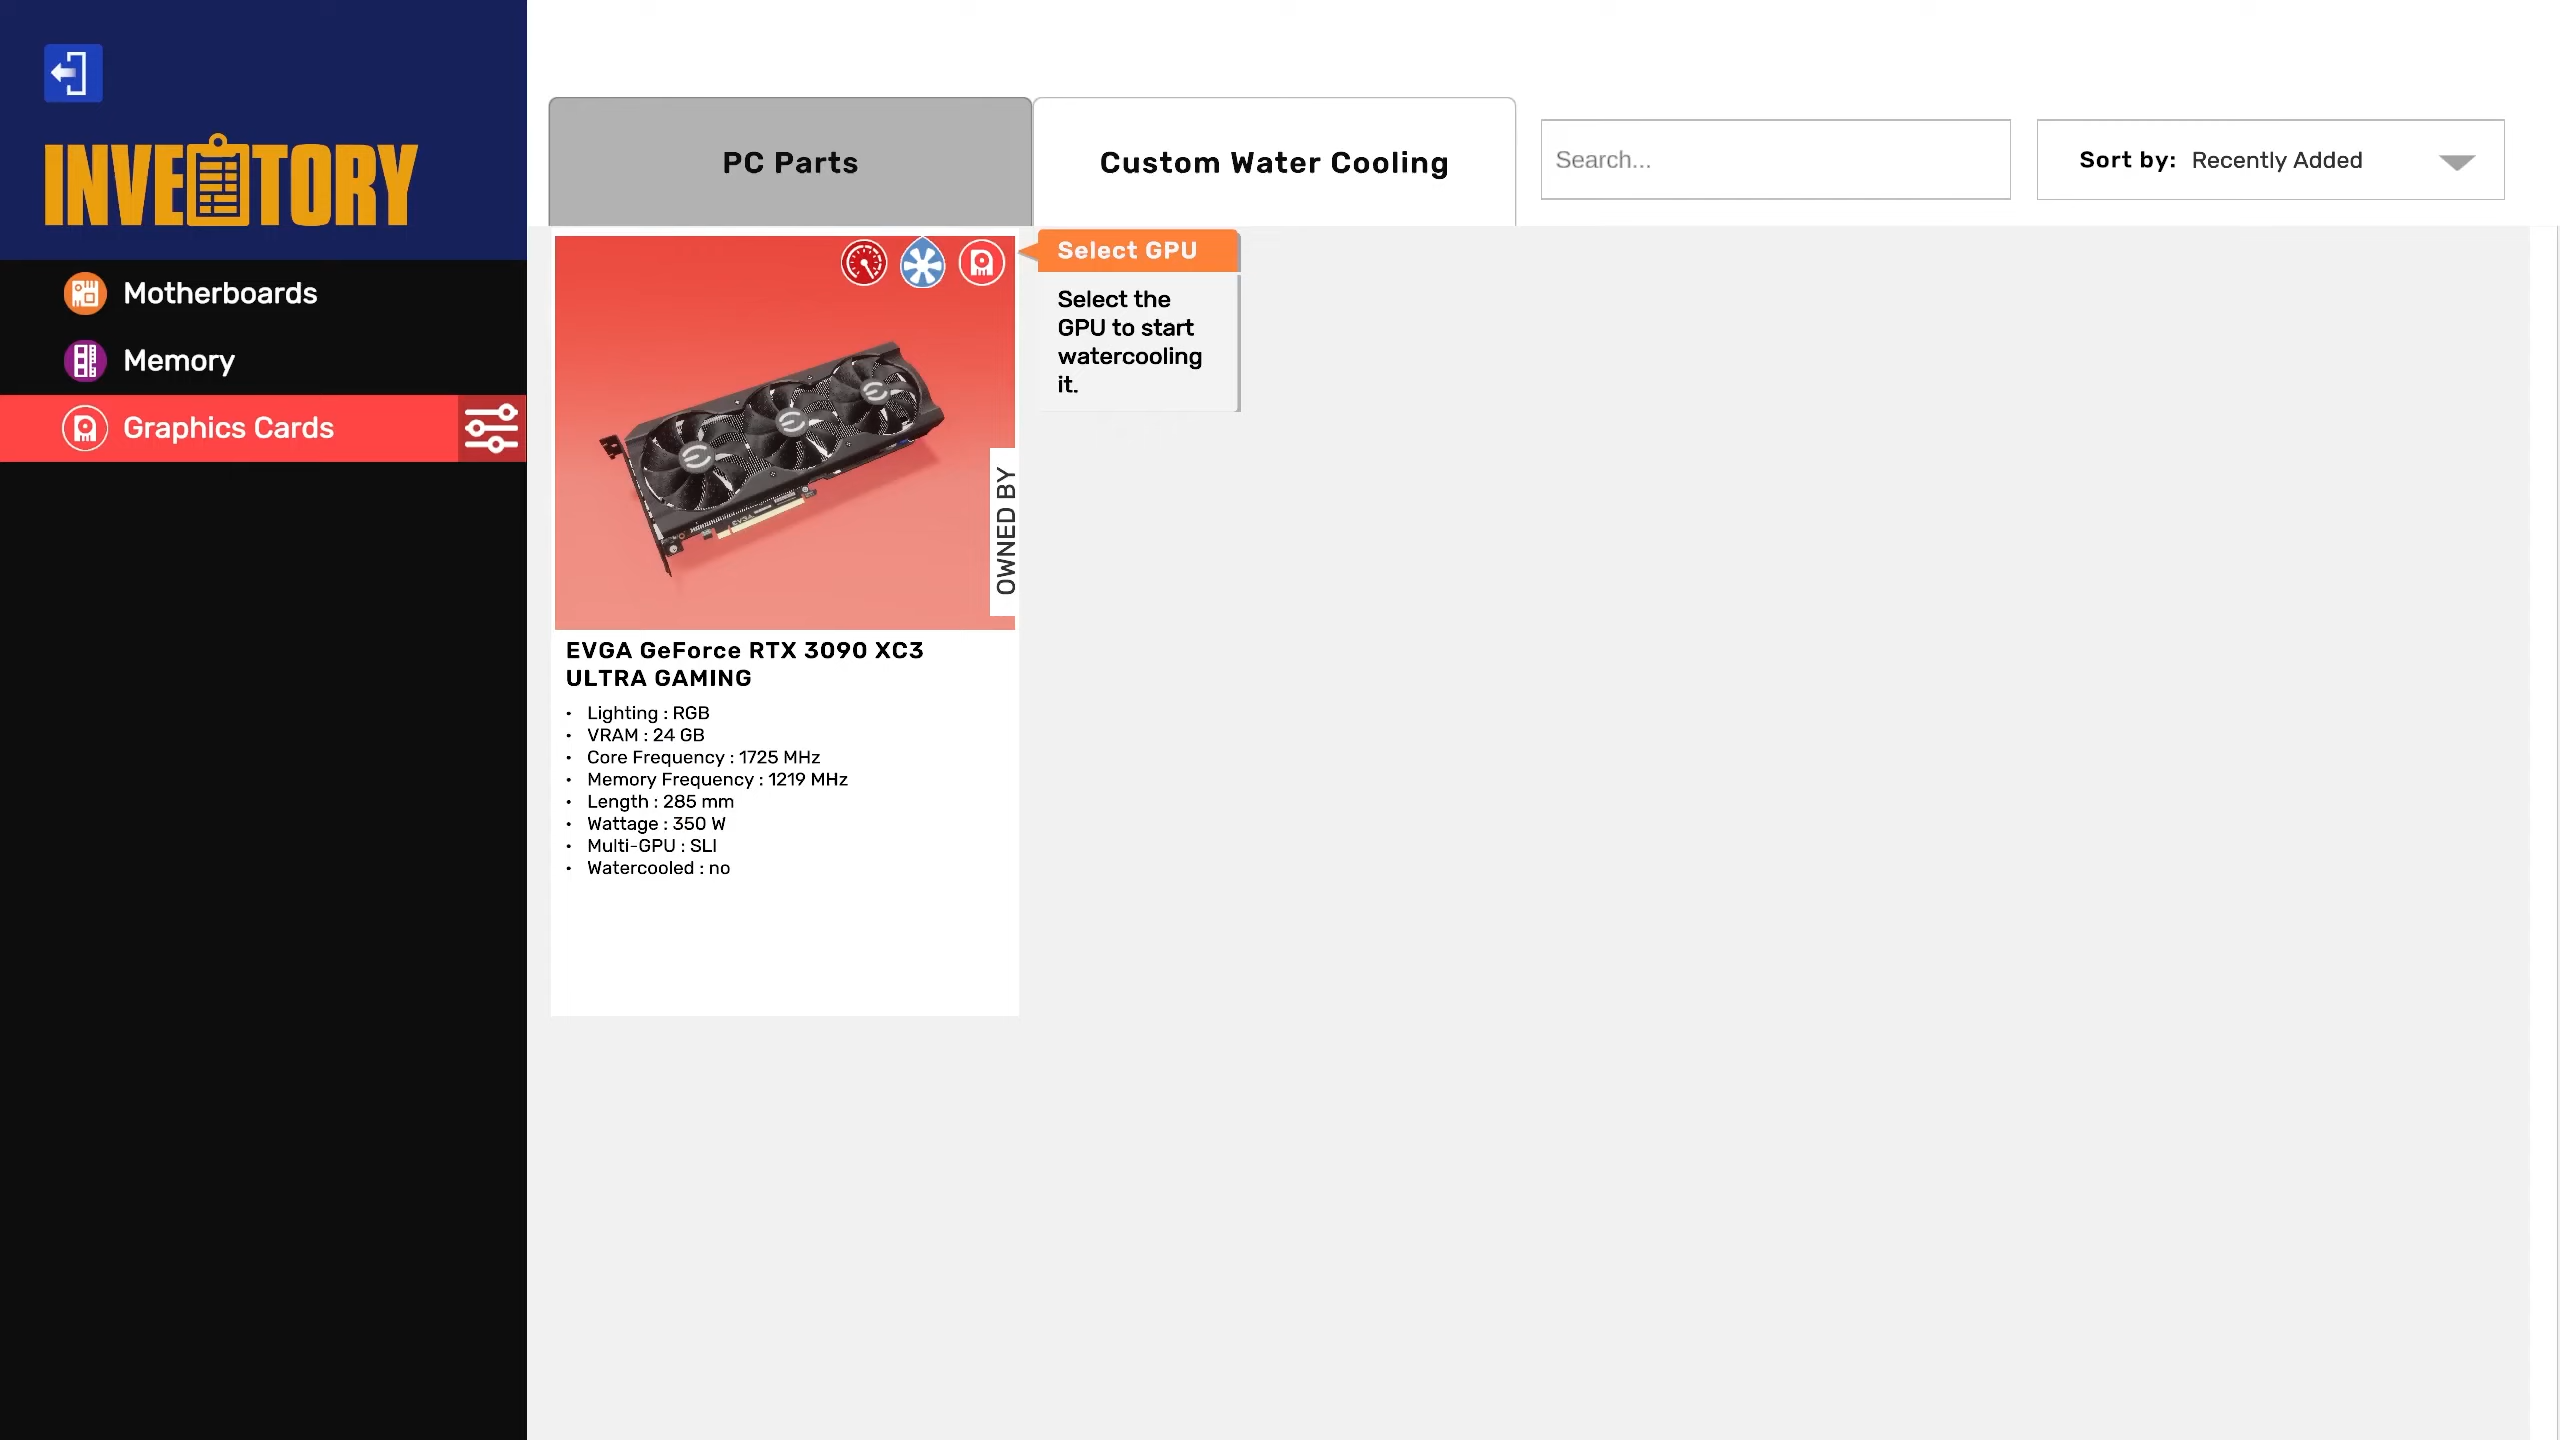 INVENTORY
Motherboards
Memory
Graphics Cards
PC Parts
Custom Water Cooling
Search...
Sort by: Recently Added
Select GPU
Select the
GPU to start
watercooling
it.
OWNED BY
EVGA GeForce RTX 3090 XC3
ULTRA GAMING
• Lighting : RGB
• VRAM : 24 GB
• Core Frequency : 1725 MHz
• Memory Frequency : 1219 MHz
• Length : 285 mm
• Wattage : 350 W
• Multi-GPU : SLI
• Watercooled : no